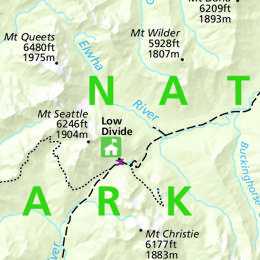 6209ft
1893m
Mt Wilder
5928ft
1807m
Mt Queets
6480ft
1975m
Elwha
River
N A T
Mt Seattle
6246ft
1904m
Low
Divide
Buckinghorse
A R K
Mt Christie
6177ft
1883m